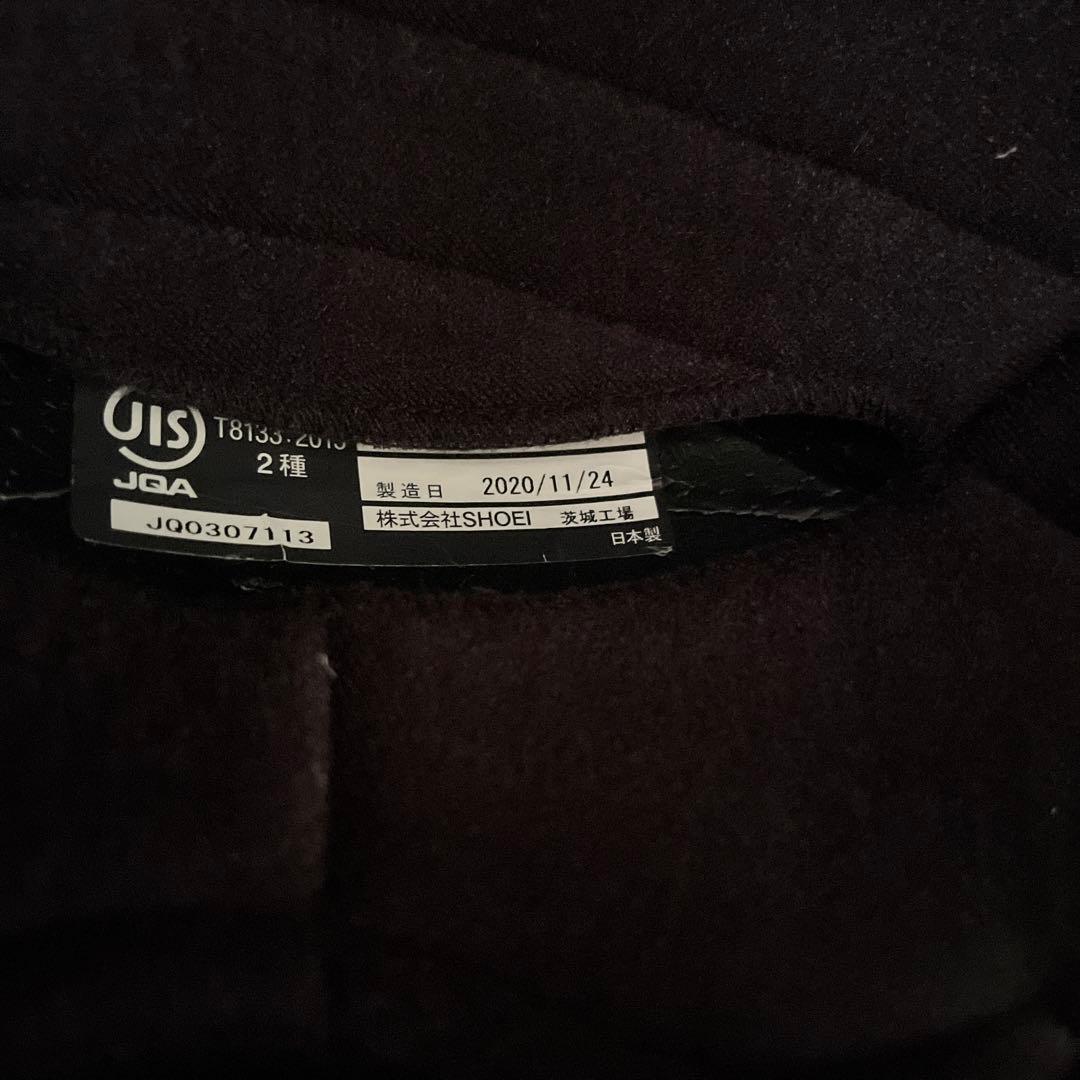 JIS
T8133:2015
2種
JQA
JQ0307113
製造日 2020/11/24
株式会社SHOEI 茨城工場
日本製